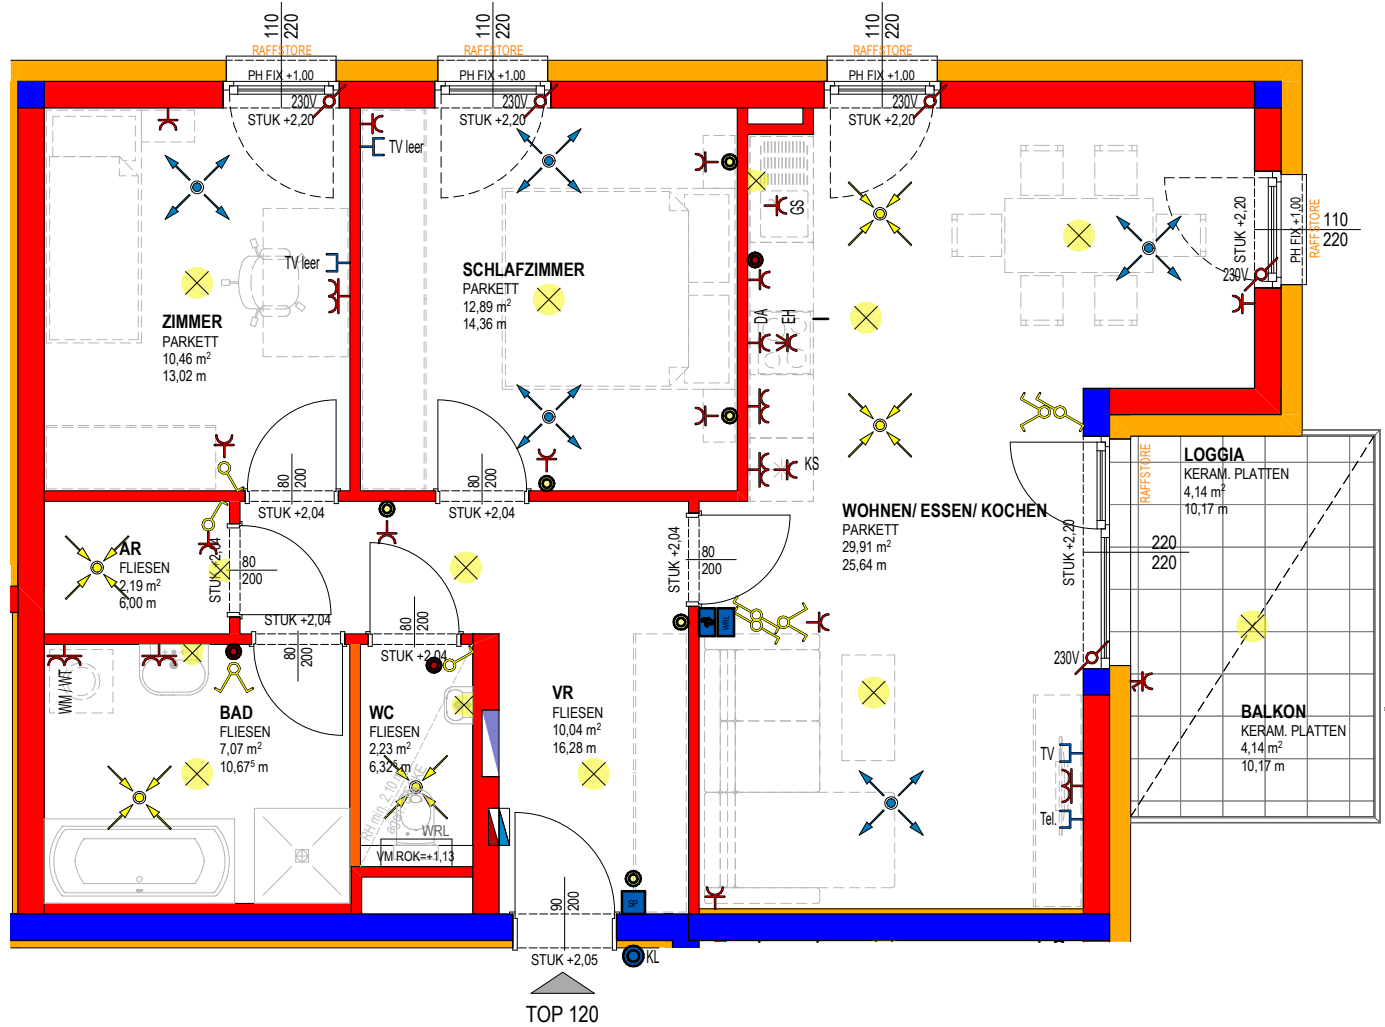 110
220
RAFFSTORE
PH FIX +1,00
230V
STUK +2,20
110
220
RAFFSTORE
PH FIX +1,00
230V
STUK +2,20
110
220
RAFFSTORE
PH FIX +1,00
230V
STUK +2,20
TV leer
TV leer
ZIMMER
PARKETT
10,46 m²
13,02 m
SCHLAFZIMMER
PARKETT
12,89 m²
14,36 m
GS
DA
EH
KS
STUK +2,20
PH FIX +1,00
RAFFSTORE
110
220
230V
80
200
STUK +2,04
80
200
STUK +2,04
AR
FLIESEN
2,19 m²
6,00 m
STUK +2,04
80
200
STUK +2,04
80
200
80
200
STUK +2,04
STUK +2,04
80
200
WOHNEN/ ESSEN/ KOCHEN
PARKETT
29,91 m²
25,64 m
RAFFSTORE
STUK +2,20
220
220
230V
LOGGIA
KERAM. PLATTEN
4,14 m²
10,17 m
BALKON
KERAM. PLATTEN
4,14 m²
10,17 m
WM / WT
BAD
FLIESEN
7,07 m²
10,67⁵ m
WC
FLIESEN
2,23 m²
6,32⁵ m
RH min. 2,10 m
WRL
VM ROK=+1,13
VR
FLIESEN
10,04 m²
16,28 m
WRL
TV
Tel.
90
200
SP
STUK +2,05
KL
TOP 120